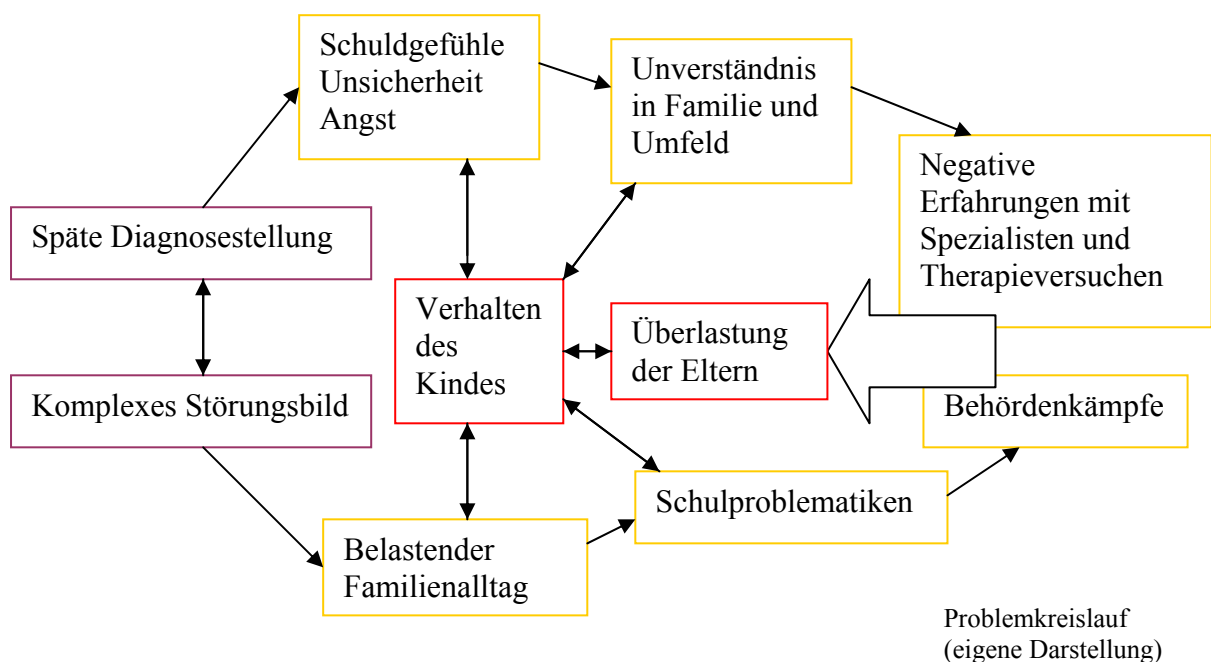 Schuldgefühle
Unsicherheit
Angst
Unverständnis
in Familie und
Umfeld
Negative
Erfahrungen mit
Spezialisten und
Therapieversuchen
Späte Diagnosestellung
Verhalten
des
Kindes
Überlastung
der Eltern
Komplexes Störungsbild
Behördenkämpfe
Schulproblematiken
Belastender
Familienalltag
Problemkreislauf
(eigene Darstellung)